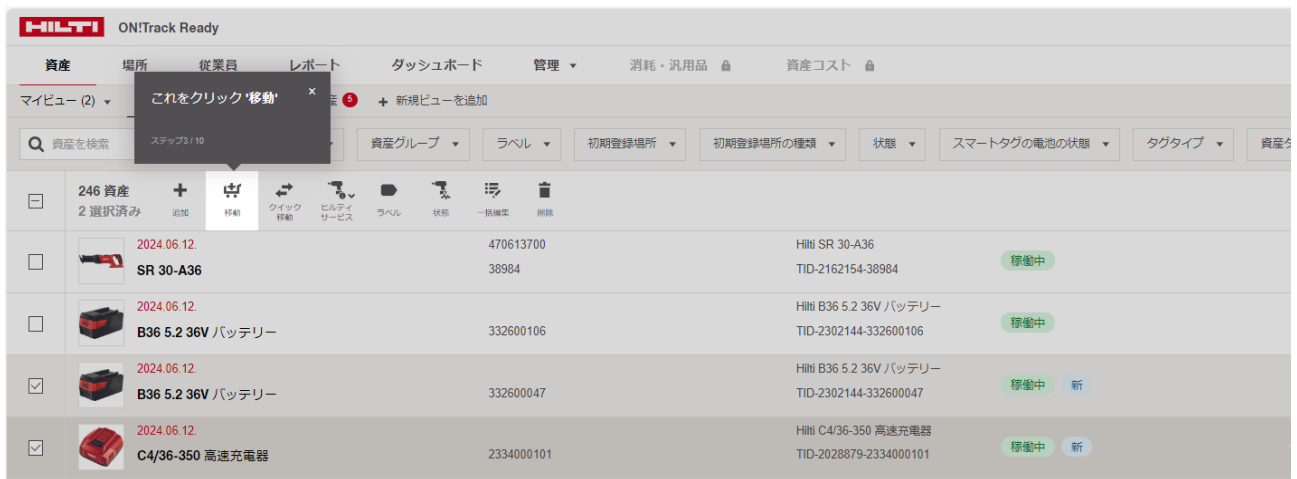 HILTI ON!Track Ready
資産 場所 従業員 レポート ダッシュボード 管理 消耗・汎用品 資産コスト
マイビュー (2) 産 5 + 新規ビューを追加
これをクリック '移動' ×
ステップ3 / 10
資産を検索 資産グループ ラベル 初期登録場所 初期登録場所の種類 状態 スマートタグの電池の状態 タグタイプ 資産タ
246 資産
2 選択済み
追加 移動 クイック移動 ヒルティサービス ラベル 状態 一括編集 削除
2024.06.12. 470613700 Hilti SR 30-A36
SR 30-A36 38984 TID-2162154-38984 稼働中
2024.06.12. Hilti B36 5.2 36V バッテリー
B36 5.2 36V バッテリー 332600106 TID-2302144-332600106 稼働中
2024.06.12. Hilti B36 5.2 36V バッテリー
B36 5.2 36V バッテリー 332600047 TID-2302144-332600047 稼働中 新
2024.06.12. Hilti C4/36-350 高速充電器
C4/36-350 高速充電器 2334000101 TID-2028879-2334000101 稼働中 新